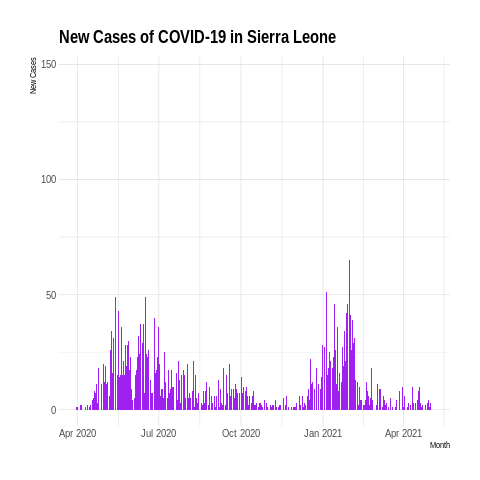 New Cases of COVID-19 in Sierra Leone
New Cases
150
100
50
0
Apr 2020 Jul 2020 Oct 2020 Jan 2021 Apr 2021
Month